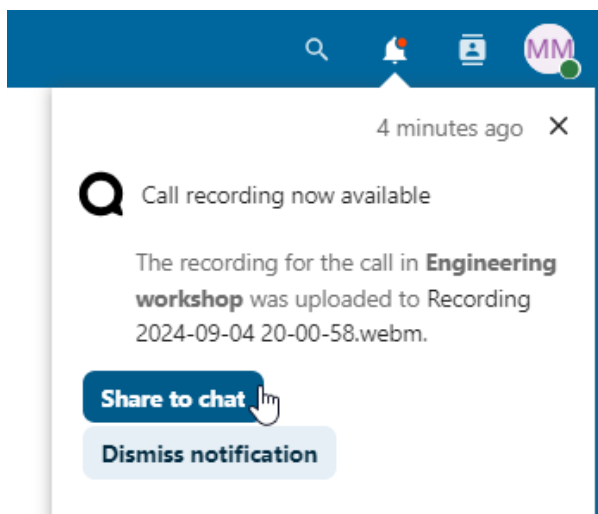 MM
4 minutes ago
Call recording now available
The recording for the call in Engineering
workshop was uploaded to Recording
2024-09-04 20-00-58.webm.
Share to chat
Dismiss notification